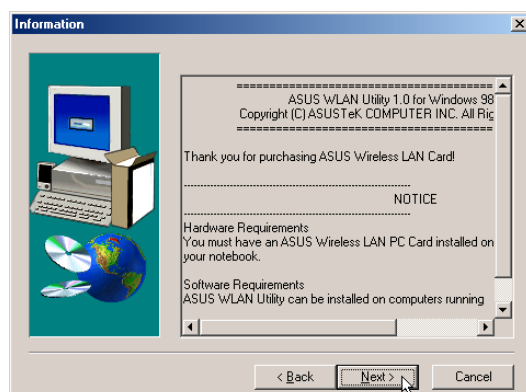 Information
================================================
ASUS WLAN Utility 1.0 for Windows 98
Copyright (C) ASUSTeK COMPUTER INC. All Rig
================================================
Thank you for purchasing ASUS Wireless LAN Card!
NOTICE
Hardware Requirements
You must have an ASUS Wireless LAN PC Card installed on
your notebook.
Software Requirements
ASUS WLAN Utility can be installed on computers running
< Back
Next >
Cancel